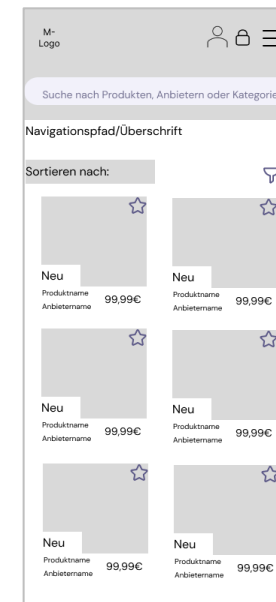 M-
Logo
Suche nach Produkten, Anbietern oder Kategorie
Navigationspfad/Überschrift
Sortieren nach:
Neu
Produktname
Anbietername
99,99€
Neu
Produktname
Anbietername
99,99€
Neu
Produktname
Anbietername
99,99€
Neu
Produktname
Anbietername
99,99€
Neu
Produktname
Anbietername
99,99€
Neu
Produktname
Anbietername
99,99€